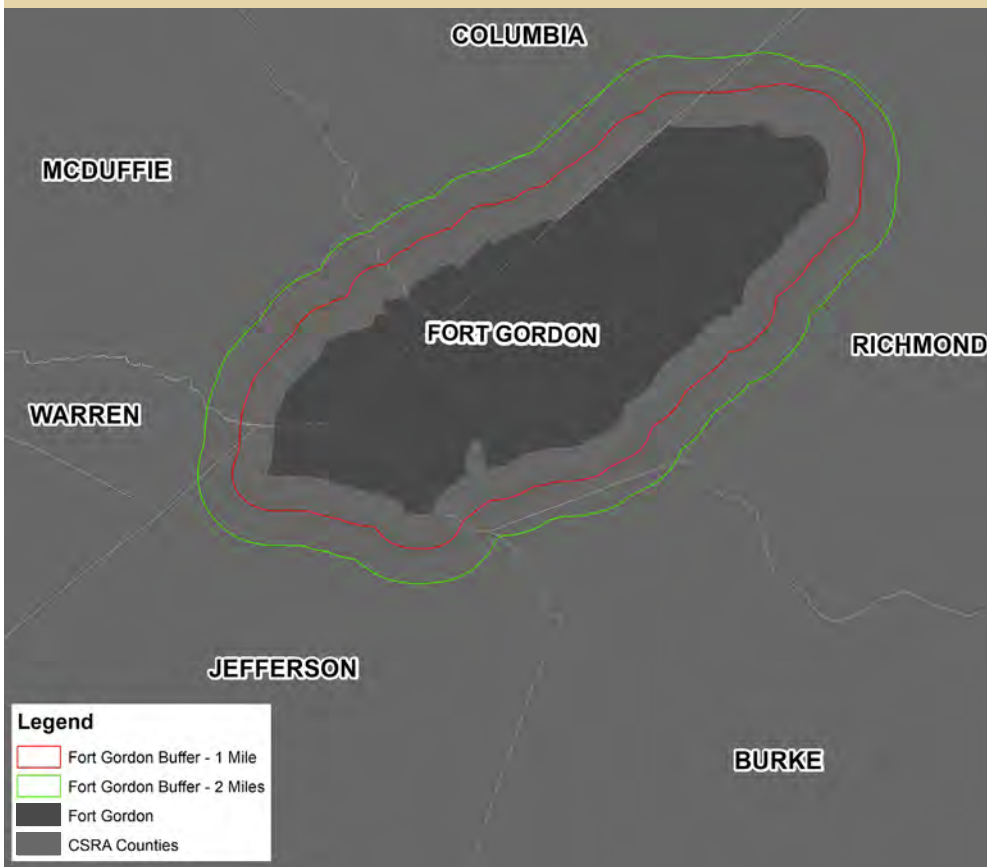 COLUMBIA
MCDUFFIE
FORT GORDON
RICHMOND
WARREN
JEFFERSON
BURKE
Legend
Fort Gordon Buffer - 1 Mile
Fort Gordon Buffer - 2 Miles
Fort Gordon
CSRA Counties